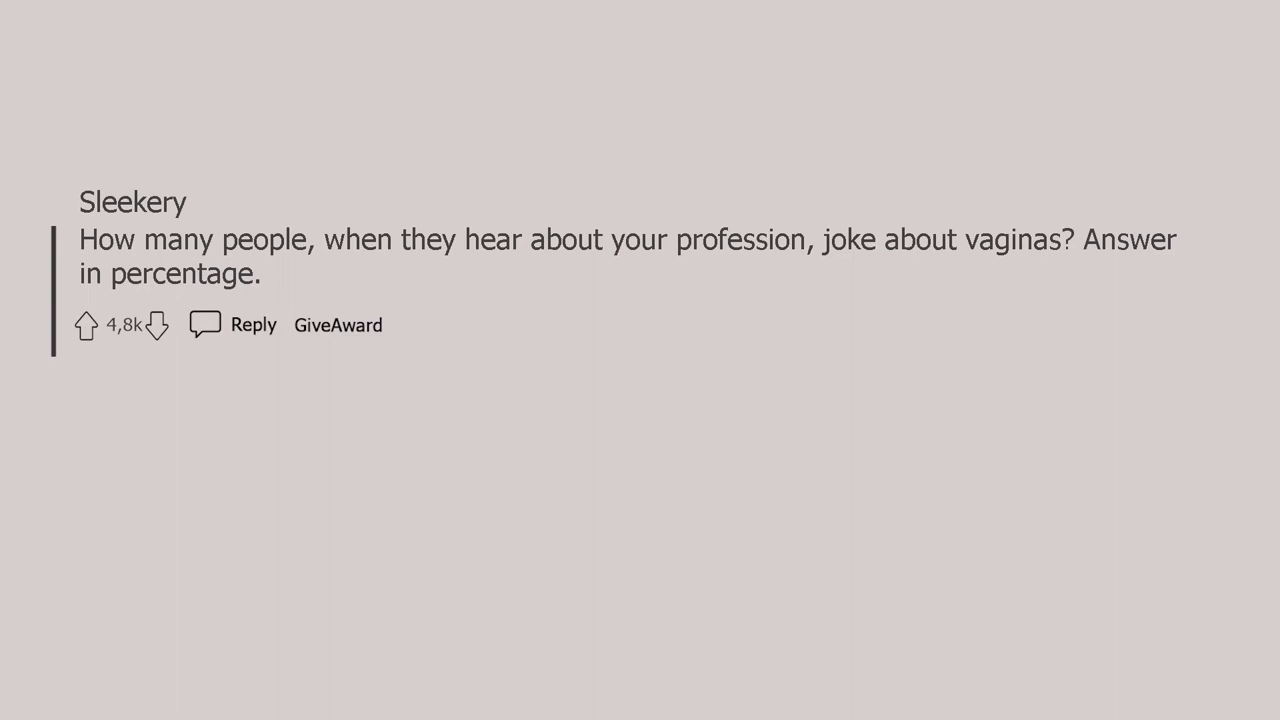 Sleekery
How many people, when they hear about your profession, joke about vaginas? Answer
in percentage.
4,8k Reply GiveAward